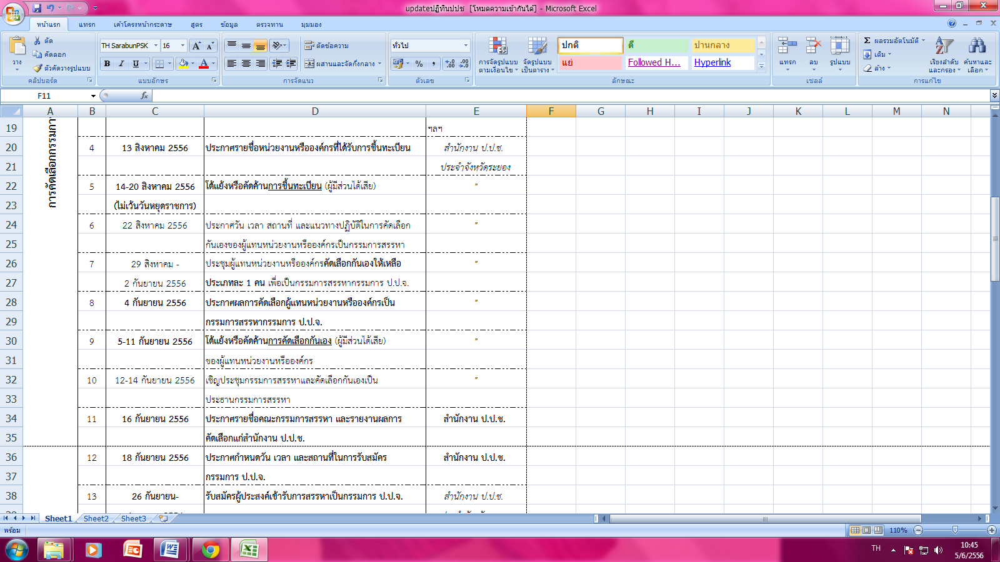 updateปฏิทินปปช  [โหมดความเข้ากันได้] - Microsoft Excel
หน้าแรก แทรก เค้าโครงหน้ากระดาษ สูตร ข้อมูล ตรวจทาน มุมมอง
วาง ตัด คัดลอก ตัวคัดวางรูปแบบ คลิปบอร์ด
TH SarabunPSK 16 B I U แบบอักษร
ตัดข้อความ ผสานและจัดกึ่งกลาง การจัดแนว
ทั่วไป % , ตัวเลข
การจัดรูปแบบตามเงื่อนไข จัดรูปแบบเป็นตาราง ปกติ ดี ปานกลาง
แย่ Followed H... Hyperlink ลักษณะ
แทรก ลบ รูปแบบ เซลล์
Σ ผลรวมอัตโนมัติ เติม ล้าง เรียงลำดับและกรอง ค้นหาและเลือก การแก้ไข
F11 fx
A B C D E F G H I J K L M N
การคัดเลือกกรรมกา
19 ฯลฯ
20 4 13 สิงหาคม 2556 ประกาศรายชื่อหน่วยงานหรือองค์กรที่ได้รับการขึ้นทะเบียน สำนักงาน ป.ป.ช.
21 ประจำจังหวัดระยอง
22 5 14-20 สิงหาคม 2556 โต้แย้งหรือคัดค้านการขึ้นทะเบียน (ผู้มีส่วนได้เสีย) "
23 (ไม่เว้นวันหยุดราชการ)
24 6 22 สิงหาคม 2556 ประกาศวัน เวลา สถานที่ และแนวทางปฏิบัติในการคัดเลือก "
25 กันเองของผู้แทนหน่วยงานหรือองค์กรเป็นกรรมการสรรหา
26 7 29 สิงหาคม - ประชุมผู้แทนหน่วยงานหรือองค์กรคัดเลือกกันเองให้เหลือ "
27 2 กันยายน 2556 ประเภทละ 1 คน เพื่อเป็นกรรมการสรรหากรรมการ ป.ป.จ.
28 8 4 กันยายน 2556 ประกาศผลการคัดเลือกผู้แทนหน่วยงานหรือองค์กรเป็น "
29 กรรมการสรรหากรรมการ ป.ป.จ.
30 9 5-11 กันยายน 2556 โต้แย้งหรือคัดค้านการคัดเลือกกันเอง (ผู้มีส่วนได้เสีย) "
31 ของผู้แทนหน่วยงานหรือองค์กร
32 10 12-14 กันยายน 2556 เชิญประชุมกรรมการสรรหาและคัดเลือกกันเองเป็น "
33 ประธานกรรมการสรรหา
34 11 16 กันยายน 2556 ประกาศรายชื่อคณะกรรมการสรรหา และรายงานผลการ สำนักงาน ป.ป.ช.
35 คัดเลือกแก่สำนักงาน ป.ป.ช.
36 12 18 กันยายน 2556 ประกาศกำหนดวัน เวลา และสถานที่ในการรับสมัคร สำนักงาน ป.ป.ช.
37 กรรมการ ป.ป.จ.
38 13 26 กันยายน- รับสมัครผู้ประสงค์เข้ารับการสรรหาเป็นกรรมการ ป.ป.จ. สำนักงาน ป.ป.ช.
Sheet1 Sheet2 Sheet3
พร้อม 110%
TH 10:45
5/6/2556